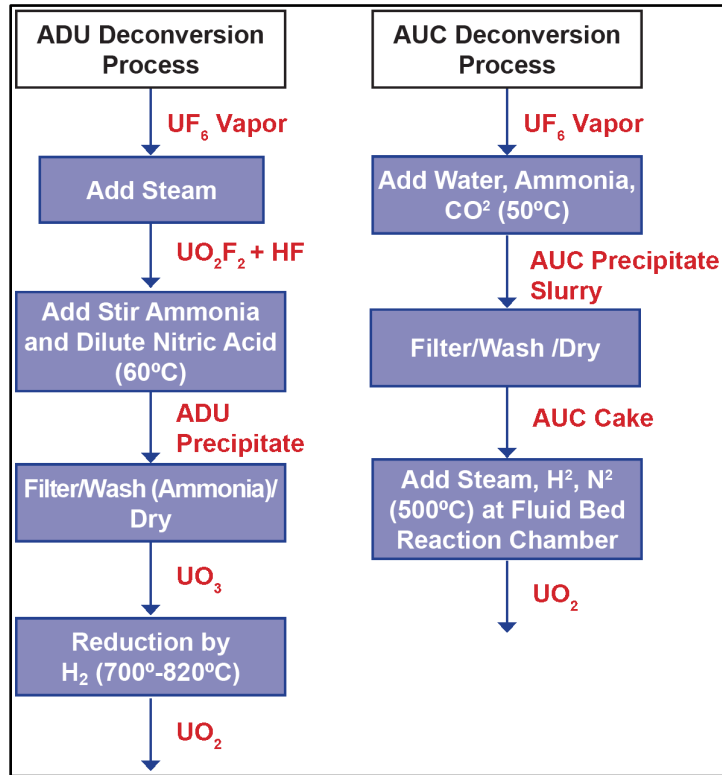 ADU Deconversion
Process
UF₆ Vapor
Add Steam
UO₂F₂ + HF
Add Stir Ammonia
and Dilute Nitric Acid
(60ºC)
ADU
Precipitate
Filter/Wash (Ammonia)/
Dry
UO₃
Reduction by
H₂ (700º-820ºC)
UO₂
AUC Deconversion
Process
UF₆ Vapor
Add Water, Ammonia,
CO² (50ºC)
AUC Precipitate
Slurry
Filter/Wash /Dry
AUC Cake
Add Steam, H², N²
(500ºC) at Fluid Bed
Reaction Chamber
UO₂